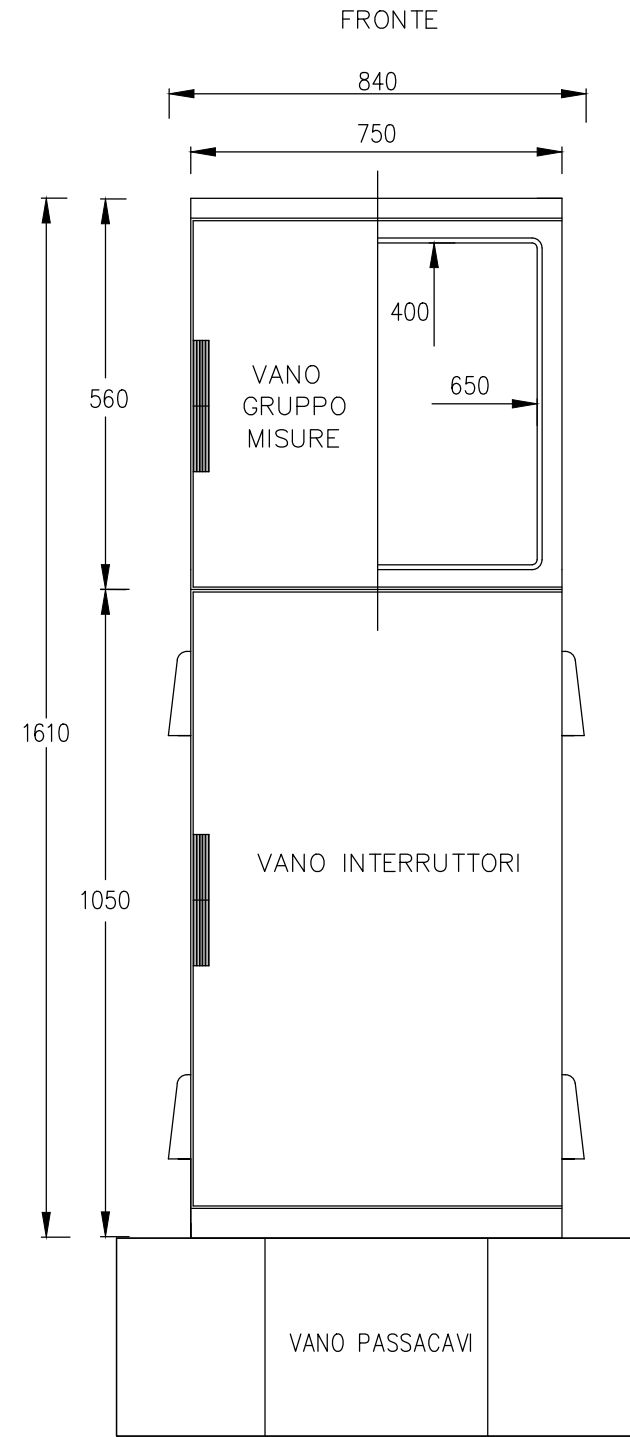 FRONTE
840
750
400
650
VANO
GRUPPO
MISURE
560
1610
VANO INTERRUTTORI
1050
VANO PASSACAVI